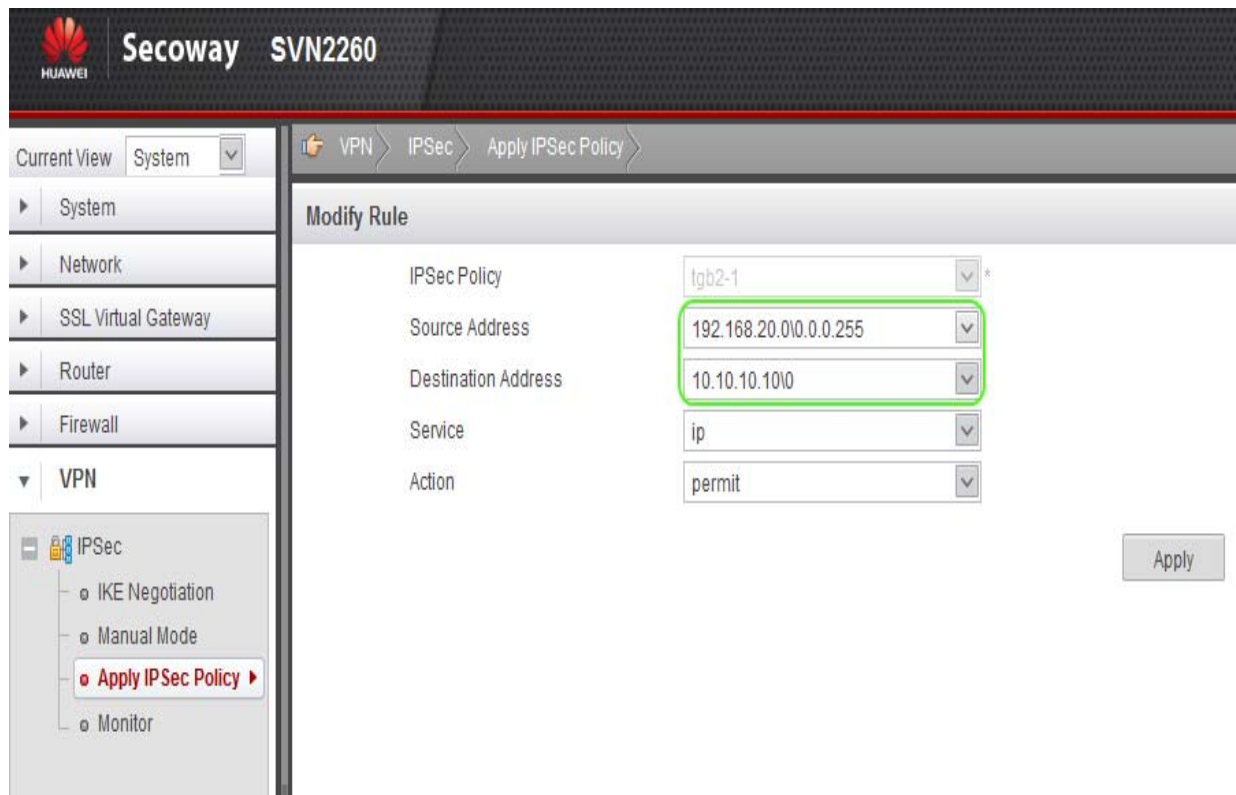 HUAWEI
Secoway SVN2260
Current View System
VPN IPSec Apply IPSec Policy
System
Network
SSL Virtual Gateway
Router
Firewall
VPN
IPSec
IKE Negotiation
Manual Mode
Apply IPSec Policy
Monitor
Modify Rule
IPSec Policy tgb2-1 *
Source Address 192.168.20.0\0.0.0.255
Destination Address 10.10.10.10\0
Service ip
Action permit
Apply